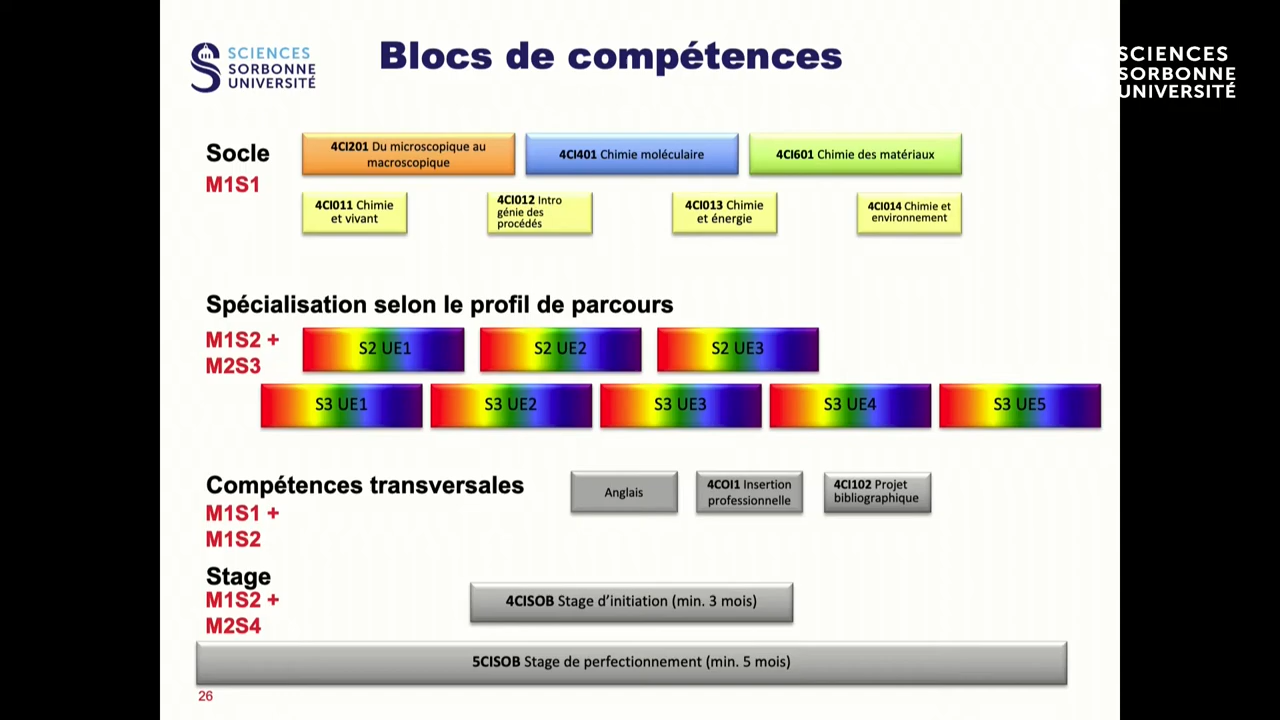 SCIENCES
SORBONNE
UNIVERSITÉ
Blocs de compétences
SCIENCES
SORBONNE
UNIVERSITÉ
Socle
M1S1
4CI201 Du microscopique au
macroscopique
4CI401 Chimie moléculaire
4CI601 Chimie des matériaux
4CI011 Chimie
et vivant
4CI012 Intro
génie des
procédés
4CI013 Chimie
et énergie
4CI014 Chimie et
environnement
Spécialisation selon le profil de parcours
M1S2 +
M2S3
S2 UE1
S2 UE2
S2 UE3
S3 UE1
S3 UE2
S3 UE3
S3 UE4
S3 UE5
Compétences transversales
M1S1 +
M1S2
Anglais
4COI1 Insertion
professionnelle
4CI102 Projet
bibliographique
Stage
M1S2 +
M2S4
4CISOB Stage d'initiation (min. 3 mois)
5CISOB Stage de perfectionnement (min. 5 mois)
26